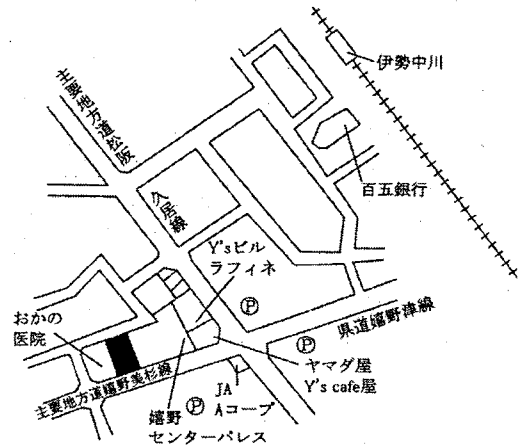 伊勢中川
主要地方道松阪
久居線
百五銀行
Y'sビル
ラフィネ
おかの
医院
Ⓟ
県道嬉野津線
Ⓟ
主要地方道嬉野美杉線
ヤマダ屋
Y's cafe屋
JA
Aコープ
Ⓟ
嬉野
センターパレス